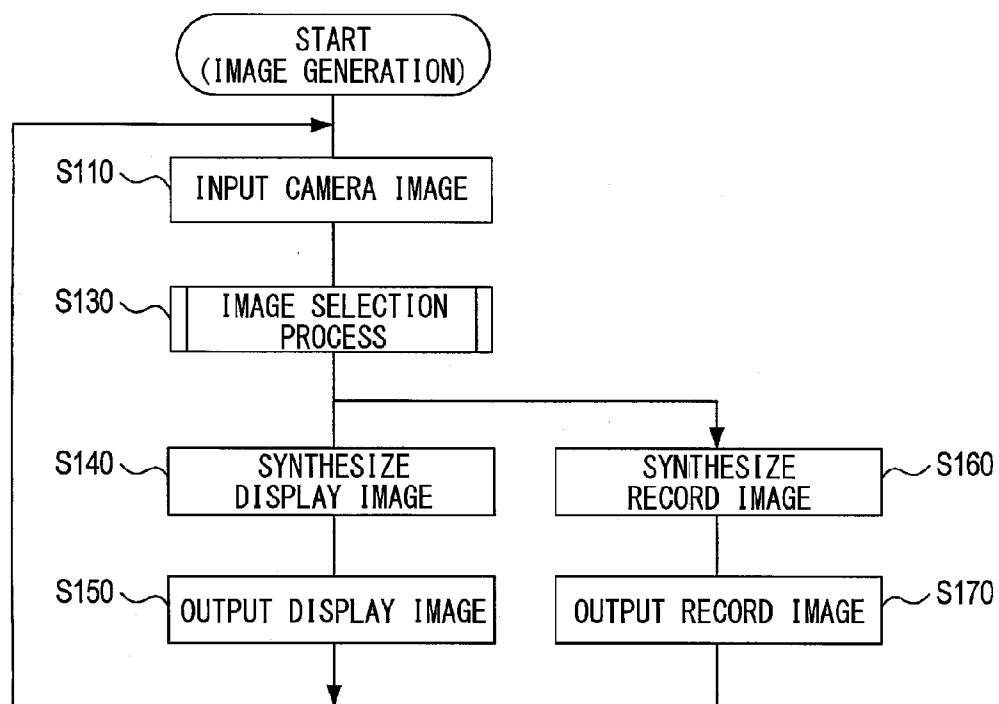 START
(IMAGE GENERATION)
S110
INPUT CAMERA IMAGE
S130
IMAGE SELECTION
PROCESS
S140
SYNTHESIZE
DISPLAY IMAGE
SYNTHESIZE
RECORD IMAGE
S160
S150
OUTPUT DISPLAY IMAGE
OUTPUT RECORD IMAGE
S170